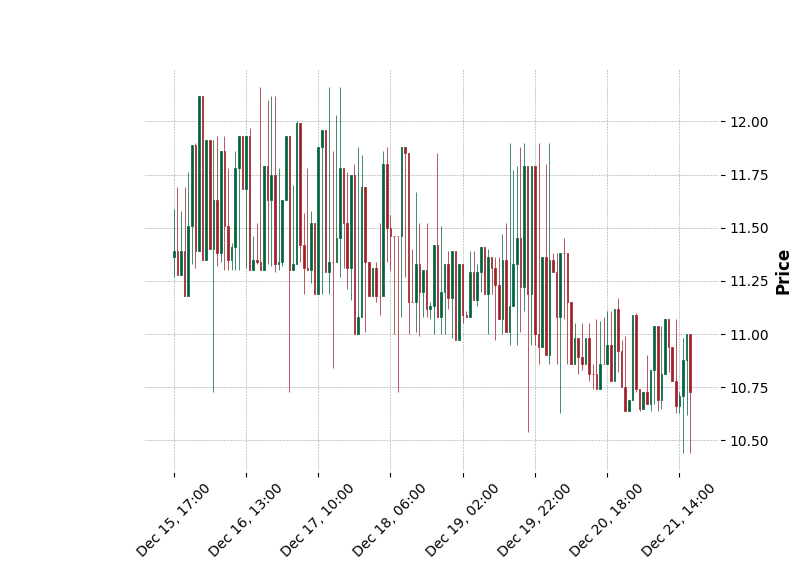 12.00
11.75
11.50
11.25
11.00
10.75
10.50
Price
Dec 15, 17:00
Dec 16, 13:00
Dec 17, 10:00
Dec 18, 06:00
Dec 19, 02:00
Dec 19, 22:00
Dec 20, 18:00
Dec 21, 14:00